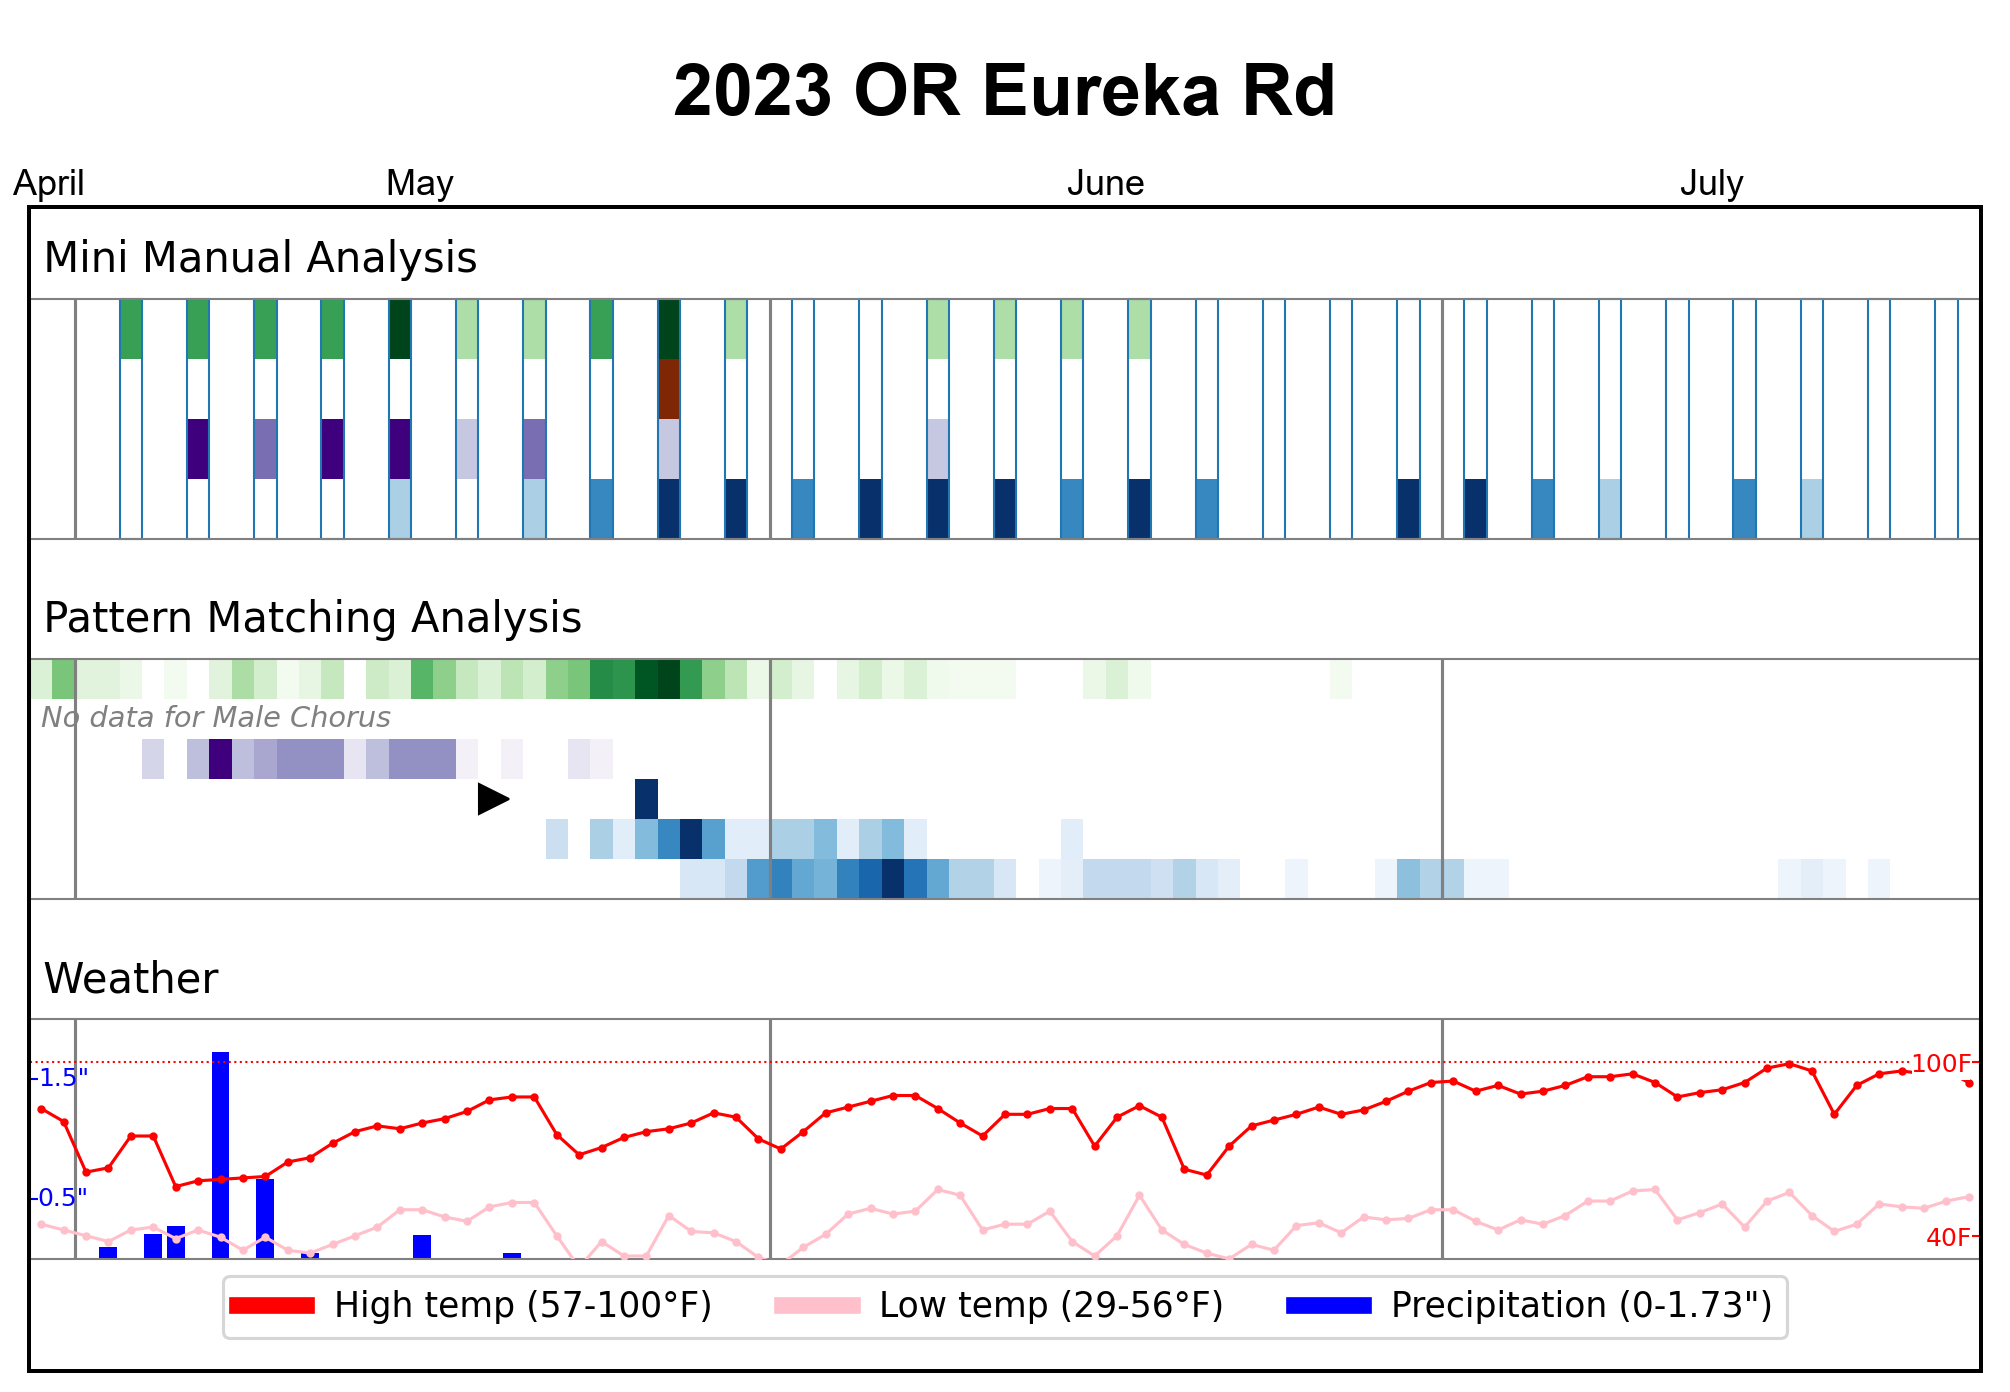 2023 OR Eureka Rd
April May June July
Mini Manual Analysis
Pattern Matching Analysis
No data for Male Chorus
Weather
1.5" 100F
0.5"
40F
High temp (57-100°F) Low temp (29-56°F) Precipitation (0-1.73")